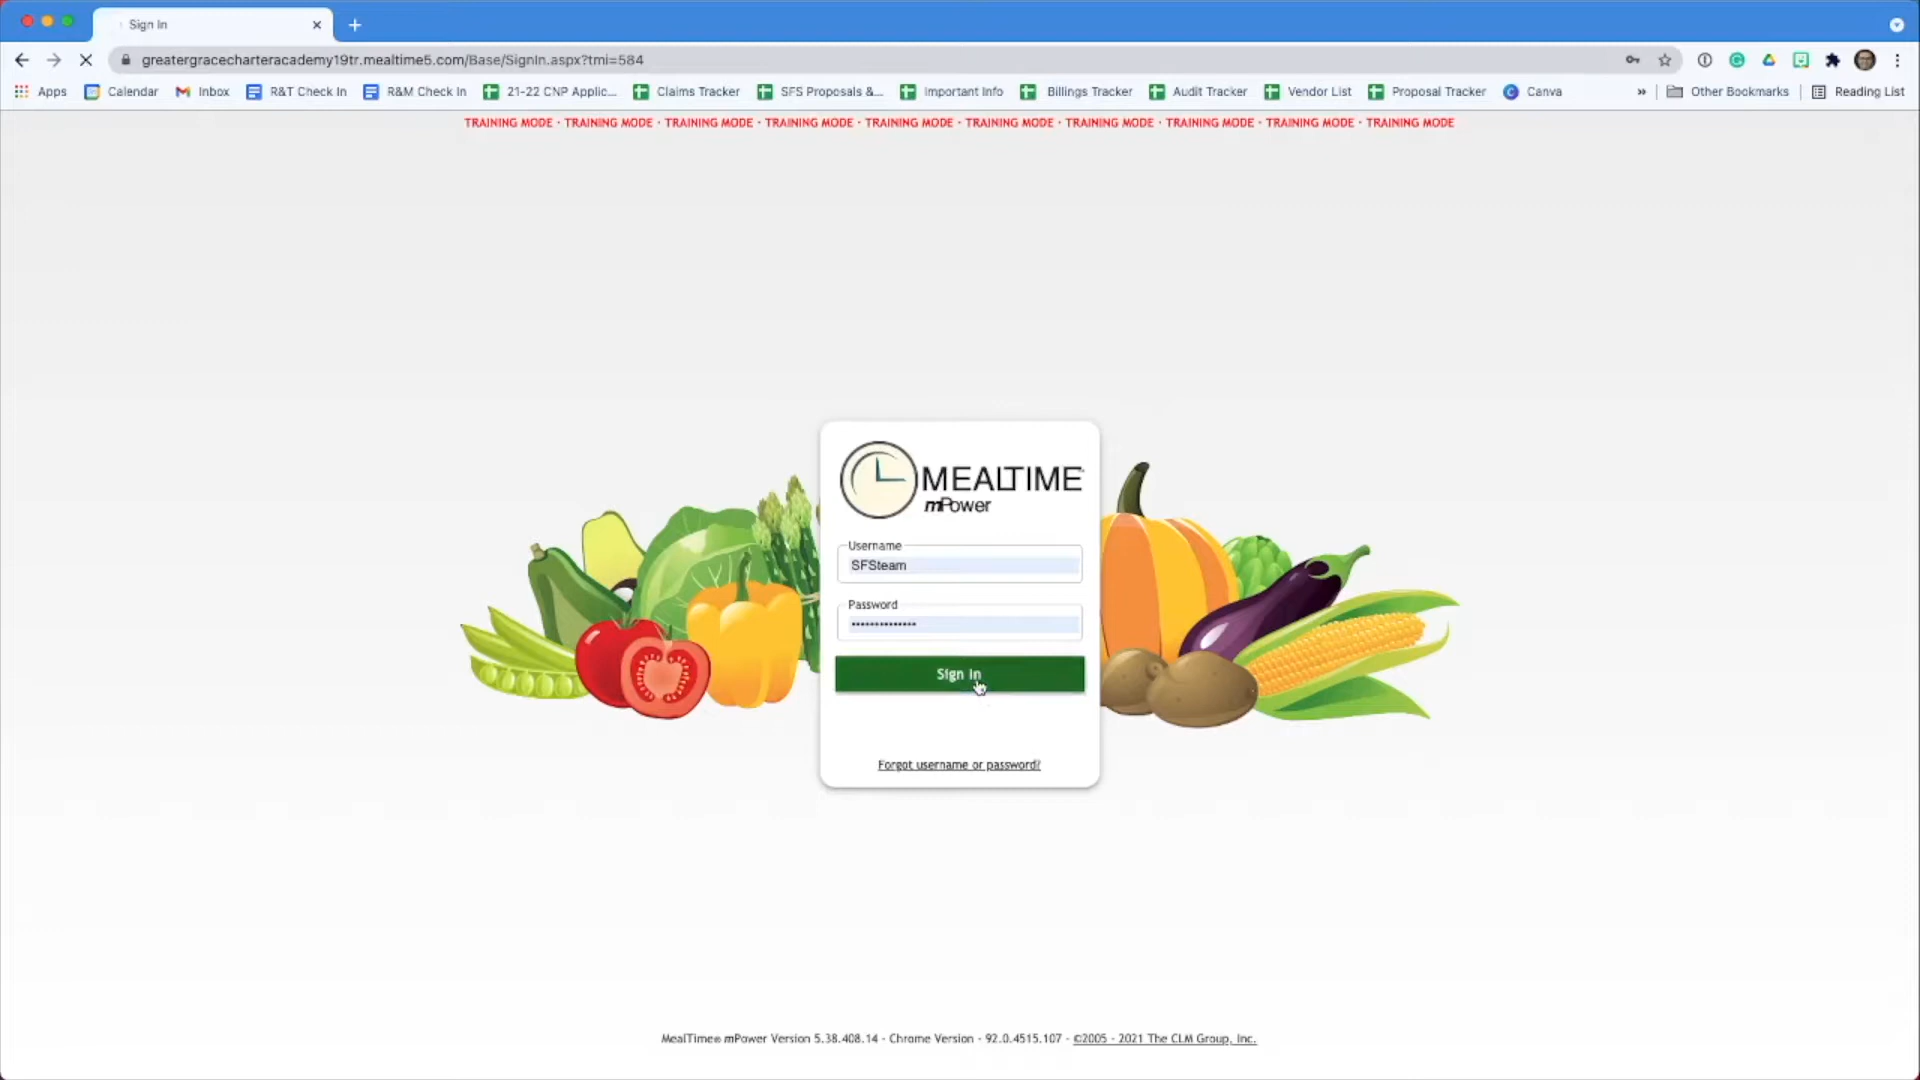 Sign In
greatergracecharteracademy19tr.mealtime5.com/Base/SignIn.aspx?tmi=584
Apps Calendar Inbox R&T Check In R&M Check In 21-22 CNP Applic... Claims Tracker SFS Proposals &... Important Info Billings Tracker Audit Tracker Vendor List Proposal Tracker Canva » Other Bookmarks Reading List
TRAINING MODE · TRAINING MODE · TRAINING MODE · TRAINING MODE · TRAINING MODE · TRAINING MODE · TRAINING MODE · TRAINING MODE · TRAINING MODE · TRAINING MODE
MEALTIME
mPower
Username
SFSteam
Password
••••••••••••••
Sign In
Forgot username or password?
MealTime® mPower Version 5.38.408.14 - Chrome Version - 92.0.4515.107 - ©2005 - 2021 The CLM Group, Inc.